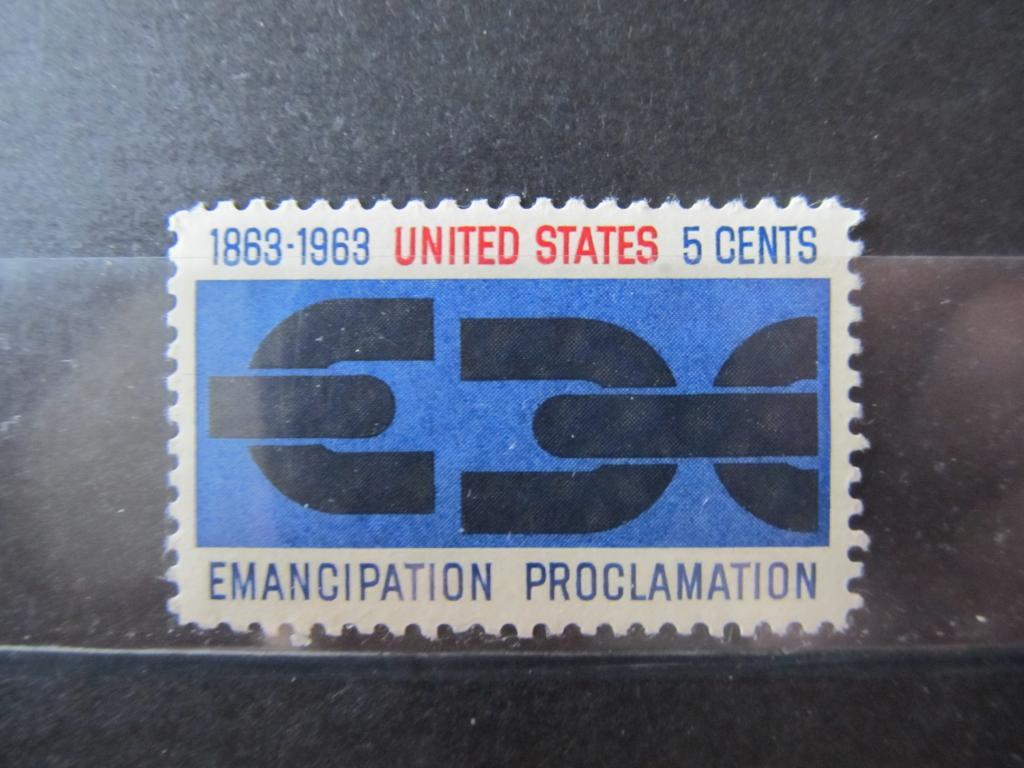 1863-1963 UNITED STATES 5 CENTS
EMANCIPATION PROCLAMATION